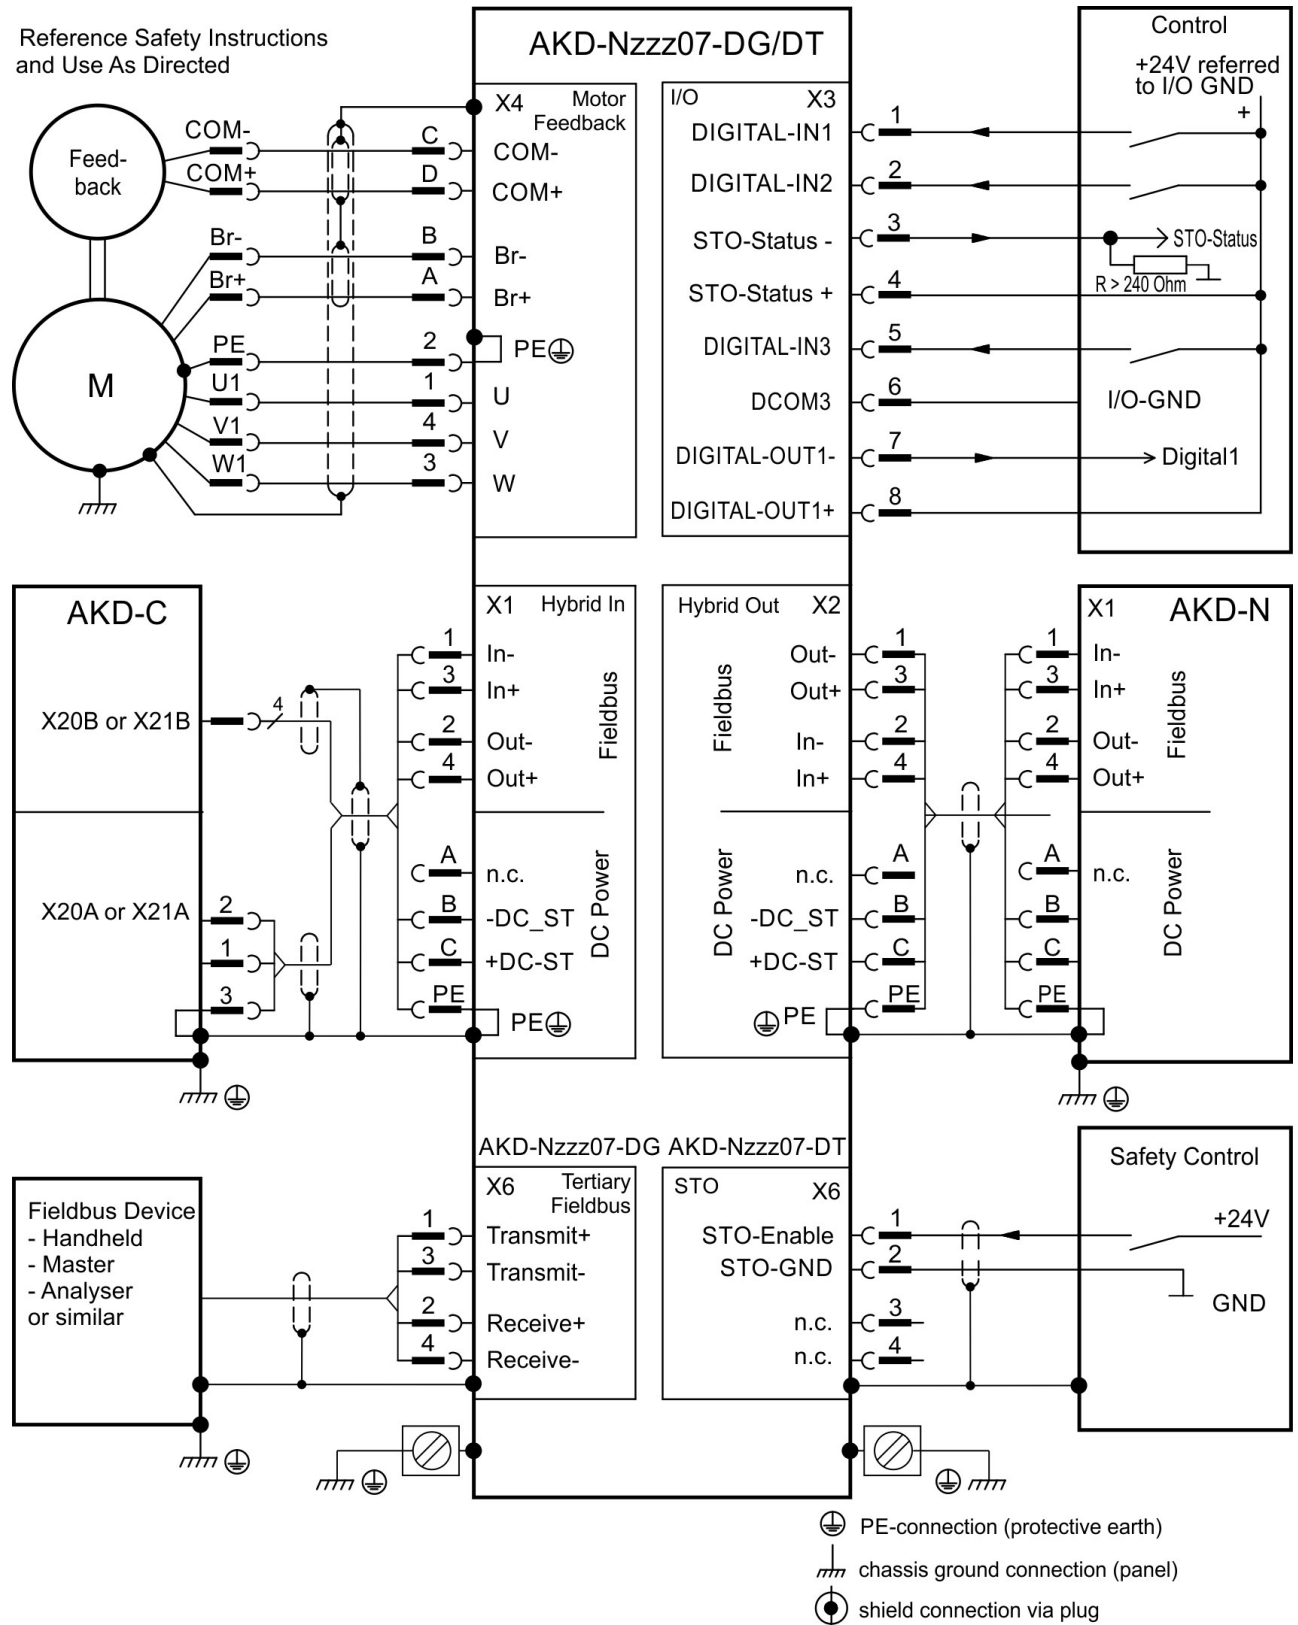 Reference Safety Instructions
and Use As Directed
AKD-Nzzz07-DG/DT
Control
+24V referred
to I/O GND
+
Feed-
back
COM-
COM+
Br-
Br+
PE
U1
V1
W1
M
C
D
B
A
2
1
4
3
X4
Motor
Feedback
COM-
COM+
Br-
Br+
PE
U
V
W
I/O
X3
DIGITAL-IN1
DIGITAL-IN2
STO-Status -
STO-Status +
DIGITAL-IN3
DCOM3
DIGITAL-OUT1-
DIGITAL-OUT1+
1
2
3
4
5
6
7
8
STO-Status
R > 240 Ohm
I/O-GND
Digital1
AKD-C
X20B or X21B
X20A or X21A
4
2
1
3
1
3
2
4
A
B
C
PE
X1
Hybrid In
In-
In+
Out-
Out+
Fieldbus
n.c.
-DC_ST
+DC-ST
PE
DC Power
Hybrid Out
X2
Out-
Out+
In-
In+
Fieldbus
n.c.
-DC_ST
+DC-ST
PE
DC Power
1
3
2
4
A
B
C
PE
1
3
2
4
A
B
C
PE
X1
AKD-N
In-
In+
Out-
Out+
Fieldbus
n.c.
DC Power
AKD-Nzzz07-DG
AKD-Nzzz07-DT
Fieldbus Device
- Handheld
- Master
- Analyser
or similar
1
3
2
4
X6
Tertiary
Fieldbus
Transmit+
Transmit-
Receive+
Receive-
STO
X6
STO-Enable
STO-GND
n.c.
n.c.
1
2
3
4
Safety Control
+24V
GND
PE-connection (protective earth)
chassis ground connection (panel)
shield connection via plug